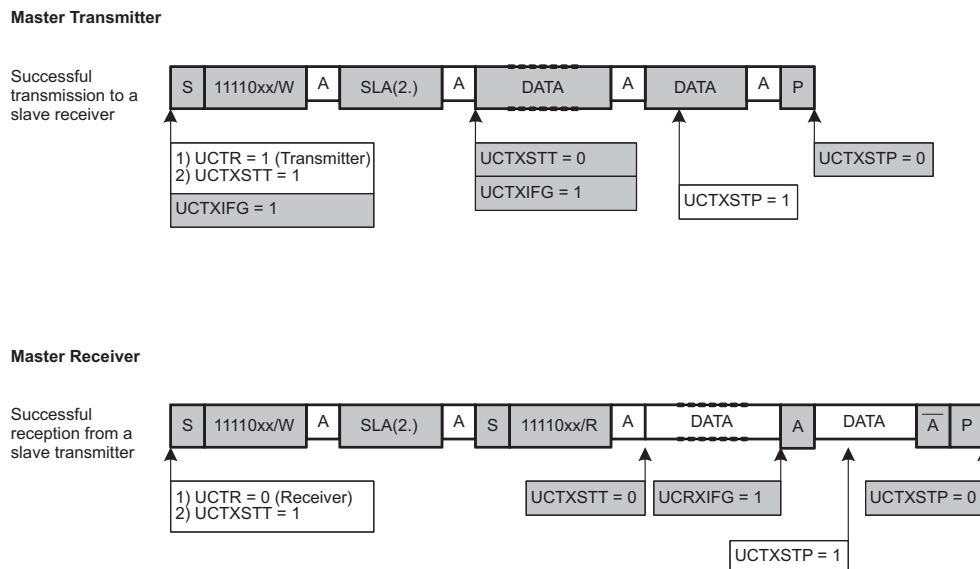 Master Transmitter
Successful
transmission to a
slave receiver
S 11110xx/W A SLA(2.) A DATA A DATA A P
1) UCTR = 1 (Transmitter)
2) UCTXSTT = 1
UCTXIFG = 1
UCTXSTT = 0
UCTXIFG = 1
UCTXSTP = 1
UCTXSTP = 0
Master Receiver
Successful
reception from a
slave transmitter
S 11110xx/W A SLA(2.) A S 11110xx/R A DATA A DATA A̅ P
1) UCTR = 0 (Receiver)
2) UCTXSTT = 1
UCTXSTT = 0
UCRXIFG = 1
UCTXSTP = 1
UCTXSTP = 0